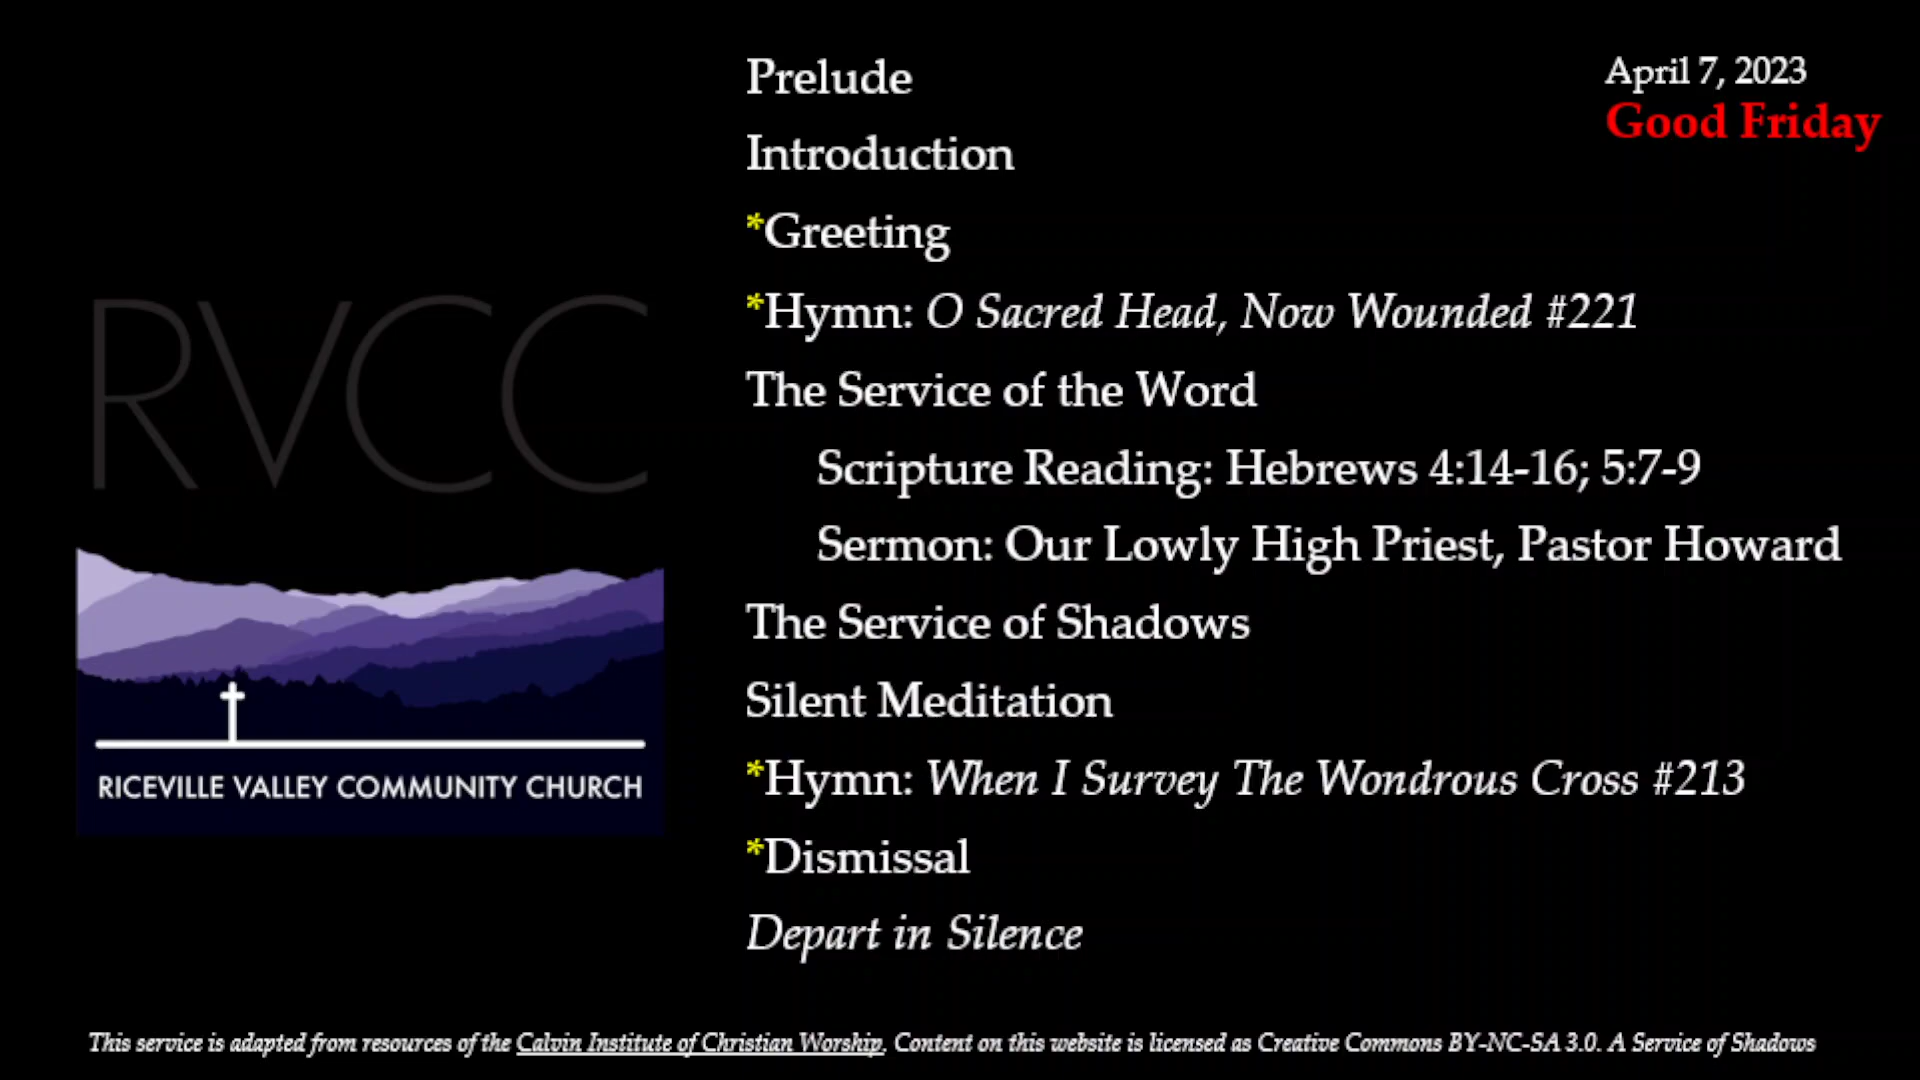 April 7, 2023
Good Friday
Prelude
Introduction
*Greeting
*Hymn: O Sacred Head, Now Wounded #221
The Service of the Word
Scripture Reading: Hebrews 4:14-16; 5:7-9
Sermon: Our Lowly High Priest, Pastor Howard
The Service of Shadows
Silent Meditation
*Hymn: When I Survey The Wondrous Cross #213
*Dismissal
Depart in Silence
RVCC
RICEVILLE VALLEY COMMUNITY CHURCH
This service is adapted from resources of the Calvin Institute of Christian Worship. Content on this website is licensed as Creative Commons BY-NC-SA 3.0. A Service of Shadows